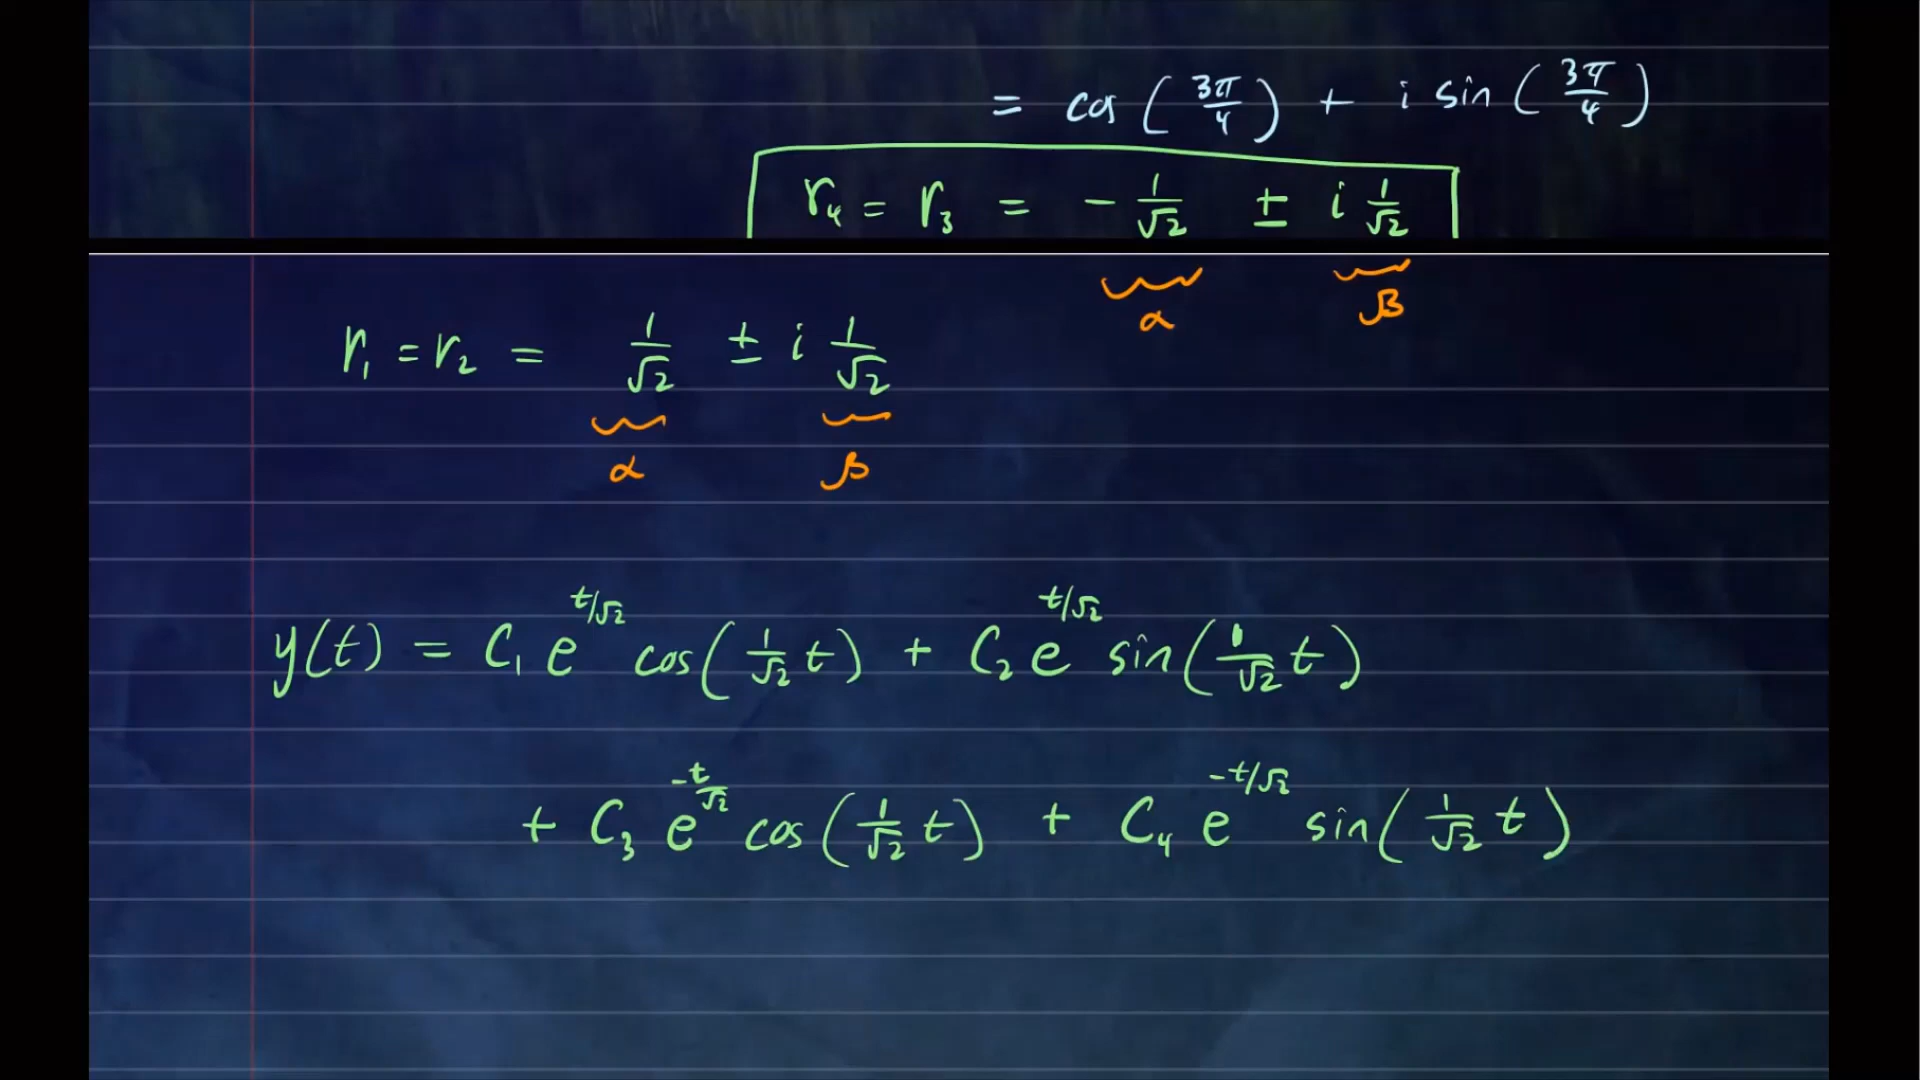 = cos(3π/4) + i sin(3π/4)
r₄ = r₃ = - 1/√2 ± i 1/√2
α β
r₁ = r₂ = 1/√2 ± i 1/√2
α β
y(t) = C₁ e^(t/√2) cos(1/√2 t) + C₂ e^(t/√2) sin(1/√2 t)
+ C₃ e^(-t/√2) cos(1/√2 t) + C₄ e^(-t/√2) sin(1/√2 t)